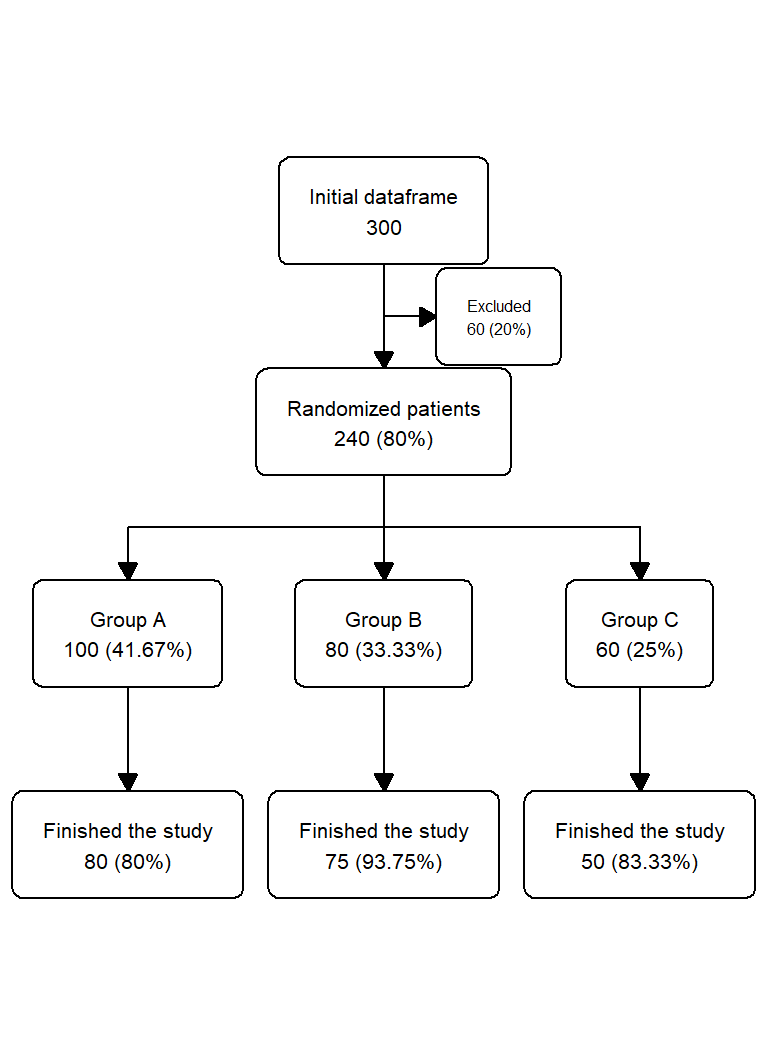 Initial dataframe
300
Excluded
60 (20%)
Randomized patients
240 (80%)
Group A
100 (41.67%)
Group B
80 (33.33%)
Group C
60 (25%)
Finished the study
80 (80%)
Finished the study
75 (93.75%)
Finished the study
50 (83.33%)